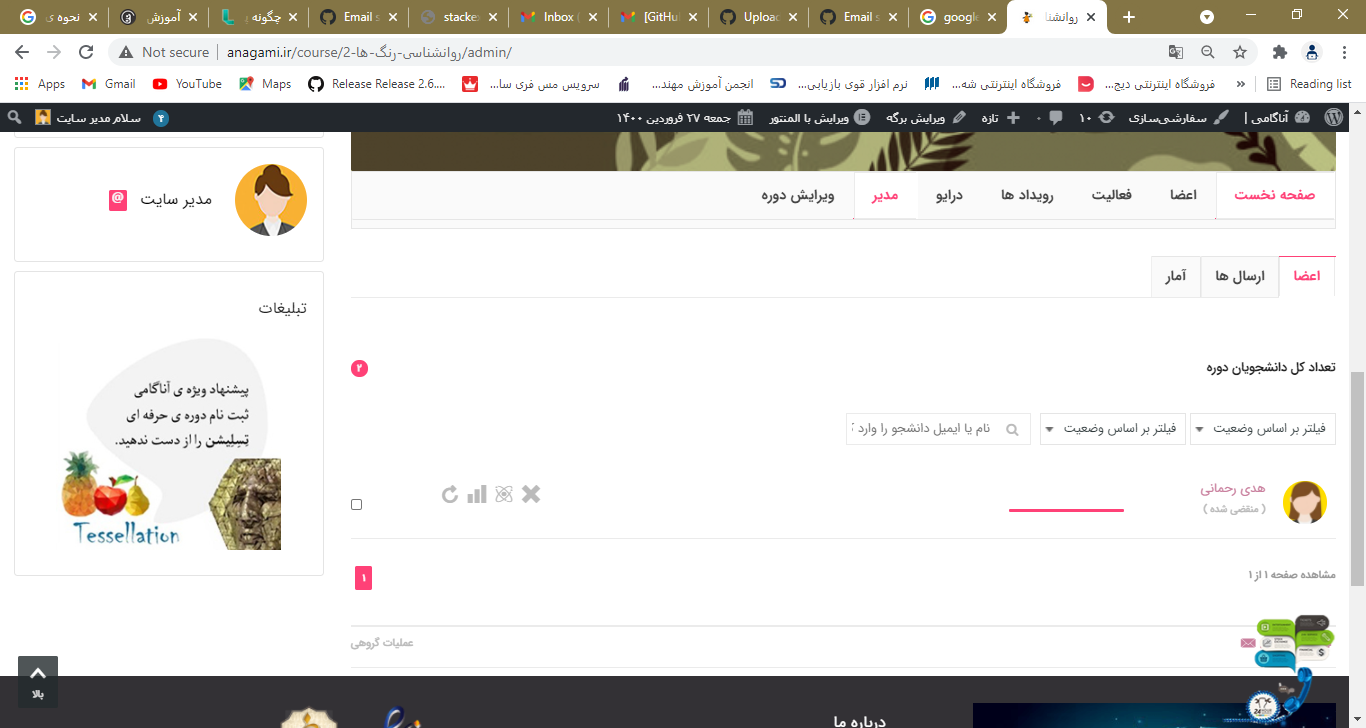 نحوه ی
آموزش
چگونه
Email s
stacke
Inbox (
[GitHu
Uploa
Email s
google
روانشنا
Not secure
anagami.ir/course/2-روانشناسی-رنگ-ها/admin/
Apps
Gmail
YouTube
Maps
Release Release 2.6....
سرویس مس فری سا...
انجمن آموزش مهند...
نرم افزار قوی بازیابی...
فروشگاه اینترنتی شه...
فروشگاه اینترنتی دیج...
»
Reading list
آناگامی |
سفارشی‌سازی
۱۰
۰
تازه
ویرایش برگه
ویرایش با المنتور
جمعه ۲۷ فروردین ۱۴۰۰
۴
سلام مدیر سایت
صفحه نخست
اعضا
فعالیت
رویداد ها
درایو
مدیر
ویرایش دوره
اعضا
ارسال ها
آمار
تعداد کل دانشجویان دوره
۲
فیلتر بر اساس وضعیت
فیلتر بر اساس وضعیت
نام یا ایمیل دانشجو را وارد
هدی رحمانی
( منقضی شده )
مشاهده صفحه ۱ از ۱
۱
عملیات گروهی
مدیر سایت
@
تبلیغات
پیشنهاد ویژه ی آناگامی
ثبت نام دوره ی حرفه ای
تِسِلِیشن را از دست ندهید.
Tessellation
بالا
درباره ما